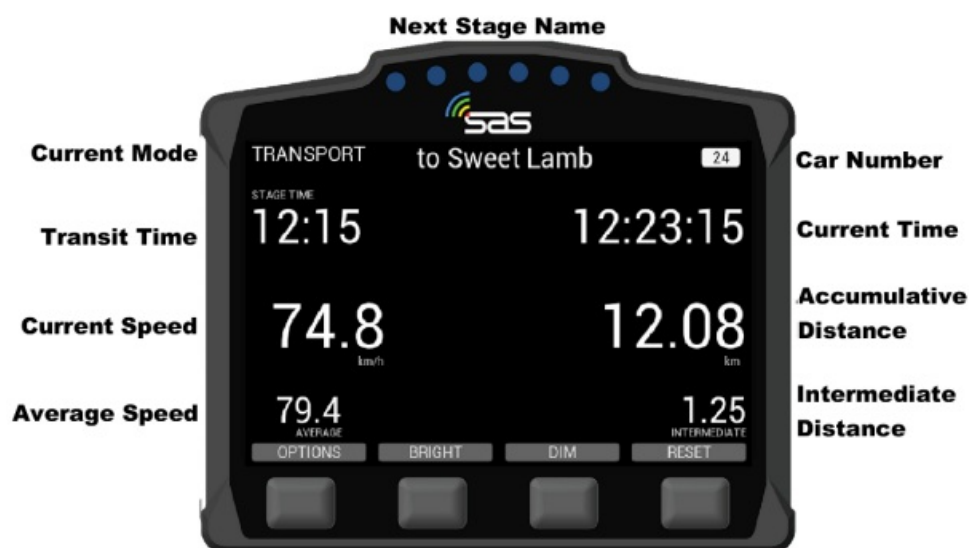 Next Stage Name
sas
Current Mode
TRANSPORT
to Sweet Lamb
24
Car Number
STAGE TIME
Transit Time
12:15
12:23:15
Current Time
Current Speed
74.8
km/h
12.08
km
Accumulative
Distance
Average Speed
79.4
AVERAGE
1.25
INTERMEDIATE
Intermediate
Distance
OPTIONS
BRIGHT
DIM
RESET